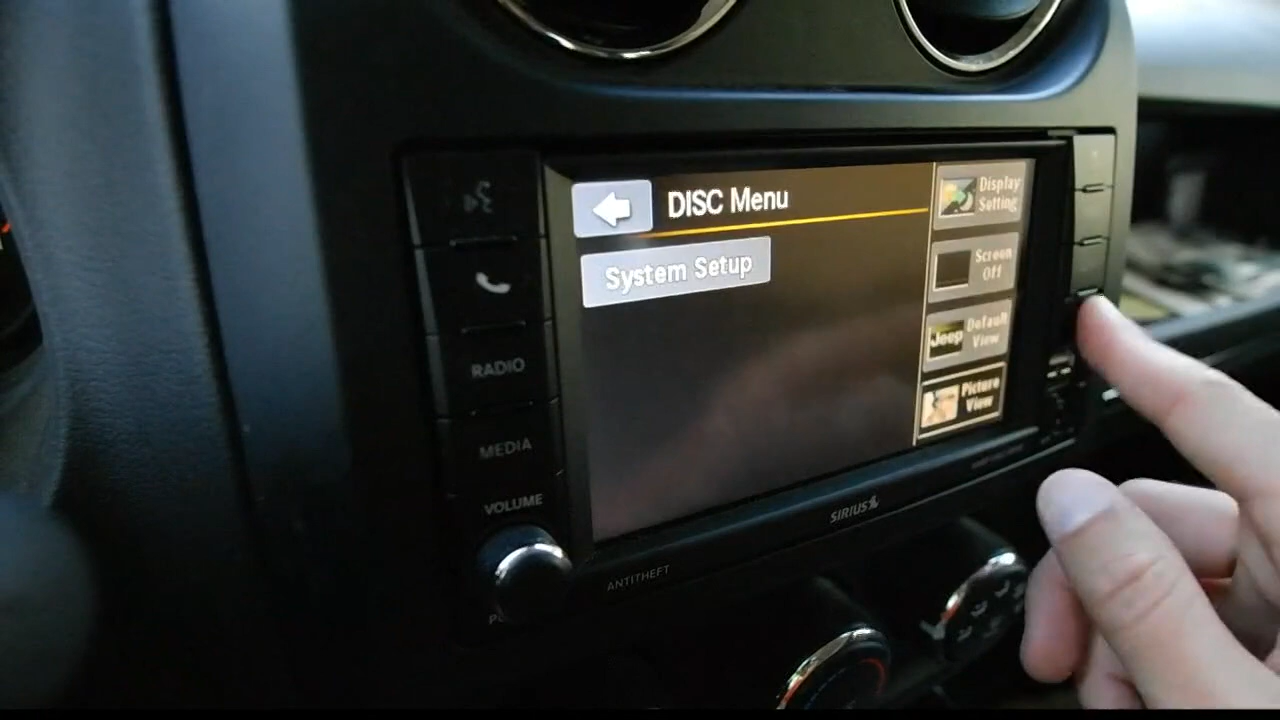 DISC Menu
System Setup
Display
Setting
Screen
Off
Jeep
Default
View
Picture
View
RADIO
MEDIA
VOLUME
SIRIUS
ANTITHEFT